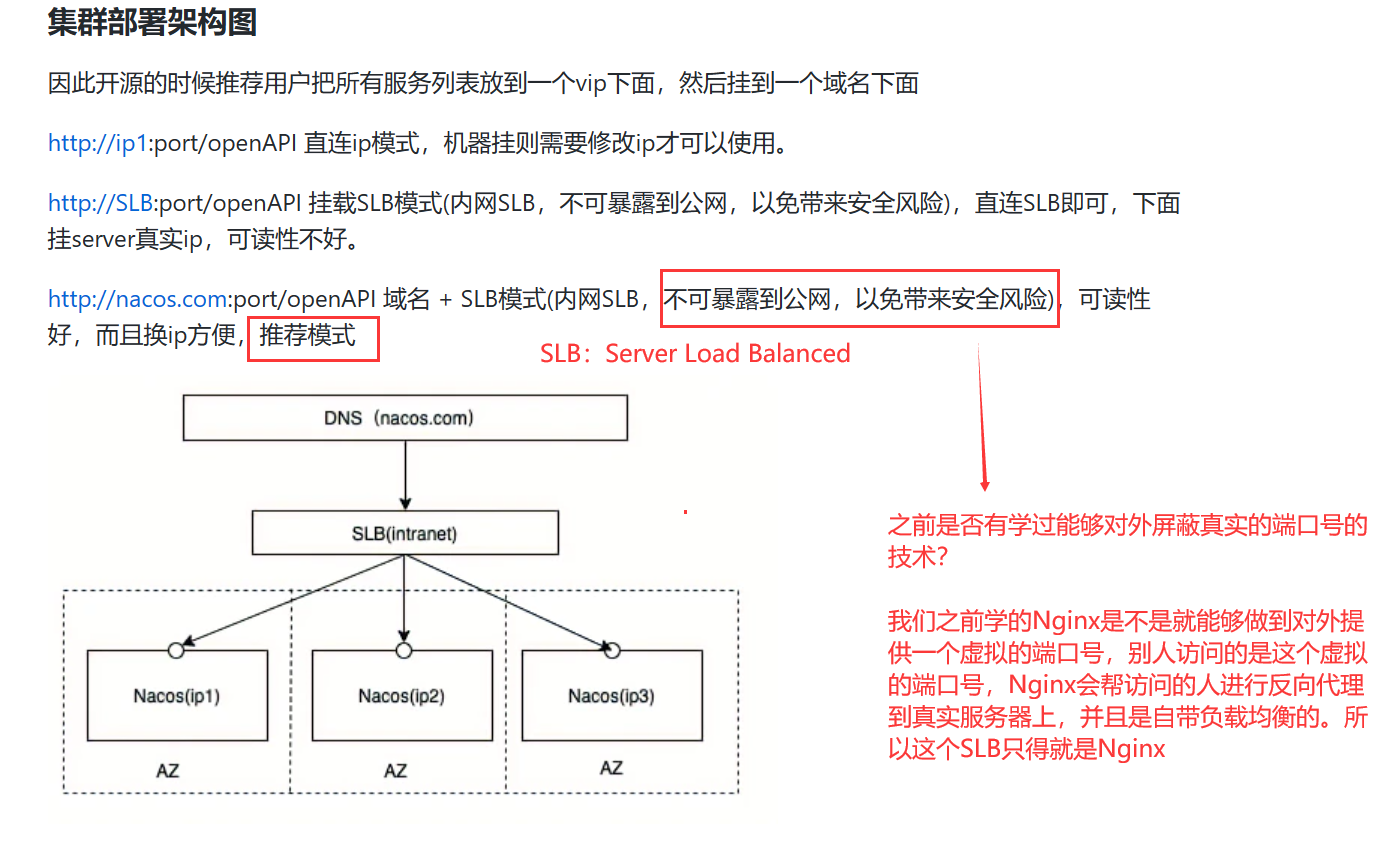 集群部署架构图
因此开源的时候推荐用户把所有服务列表放到一个vip下面，然后挂到一个域名下面
http://ip1:port/openAPI 直连ip模式，机器挂则需要修改ip才可以使用。
http://SLB:port/openAPI 挂载SLB模式(内网SLB，不可暴露到公网，以免带来安全风险)，直连SLB即可，下面
挂server真实ip，可读性不好。
http://nacos.com:port/openAPI 域名 + SLB模式(内网SLB，不可暴露到公网，以免带来安全风险)，可读性
好，而且换ip方便，推荐模式
SLB：Server Load Balanced
DNS（nacos.com）
SLB(intranet)
Nacos(ip1)
Nacos(ip2)
Nacos(ip3)
AZ
AZ
AZ
之前是否有学过能够对外屏蔽真实的端口号的
技术？
我们之前学的Nginx是不是就能够做到对外提
供一个虚拟的端口号，别人访问的是这个虚拟
的端口号，Nginx会帮访问的人进行反向代理
到真实服务器上，并且是自带负载均衡的。所
以这个SLB只得就是Nginx